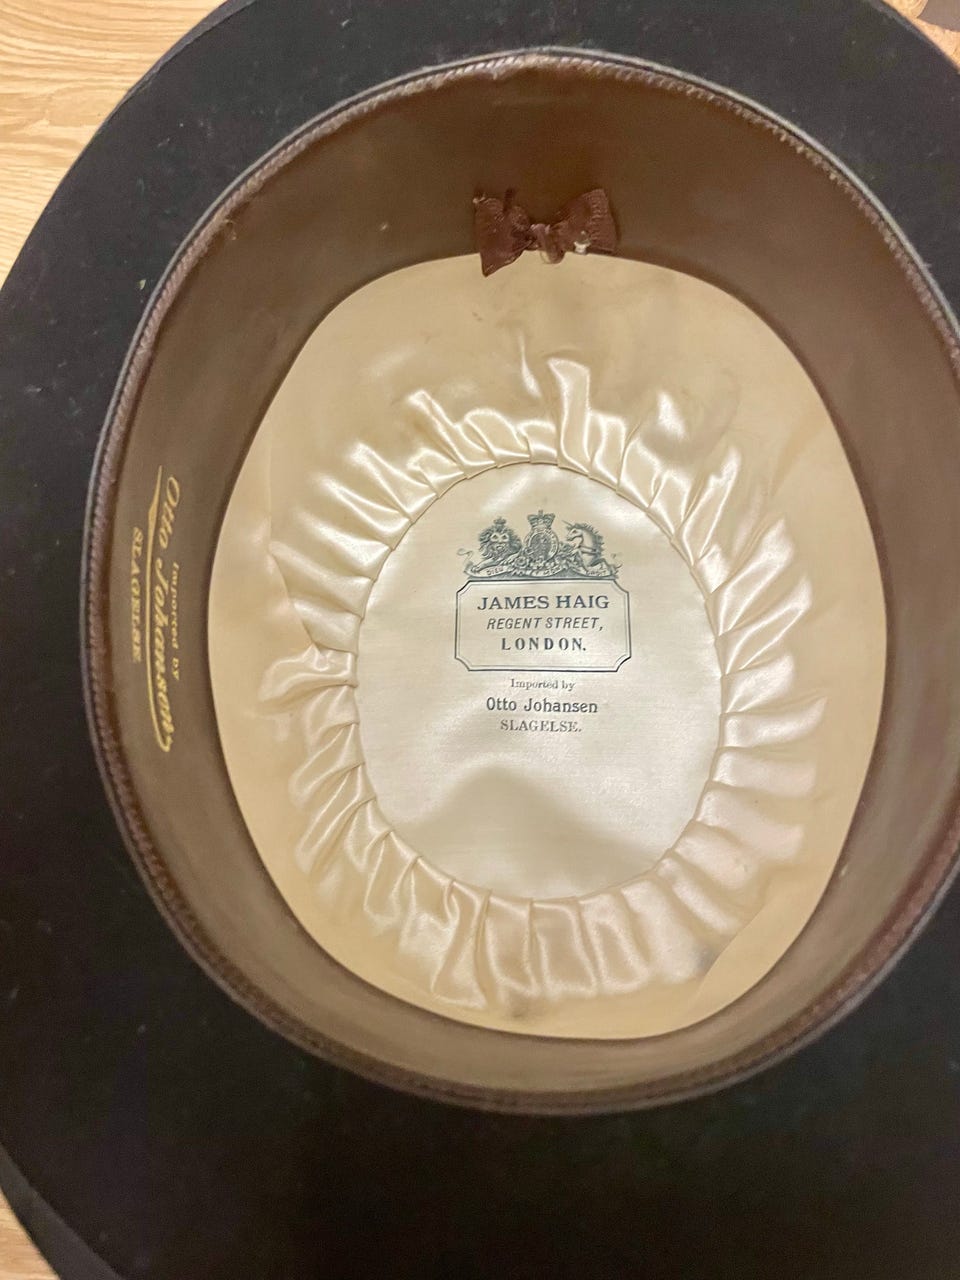 DIEU ET MON DROIT
JAMES HAIG
REGENT STREET,
LONDON.
Imported by
Otto Johansen
SLAGELSE.
Imported by
Otto Johansen
SLAGELSE